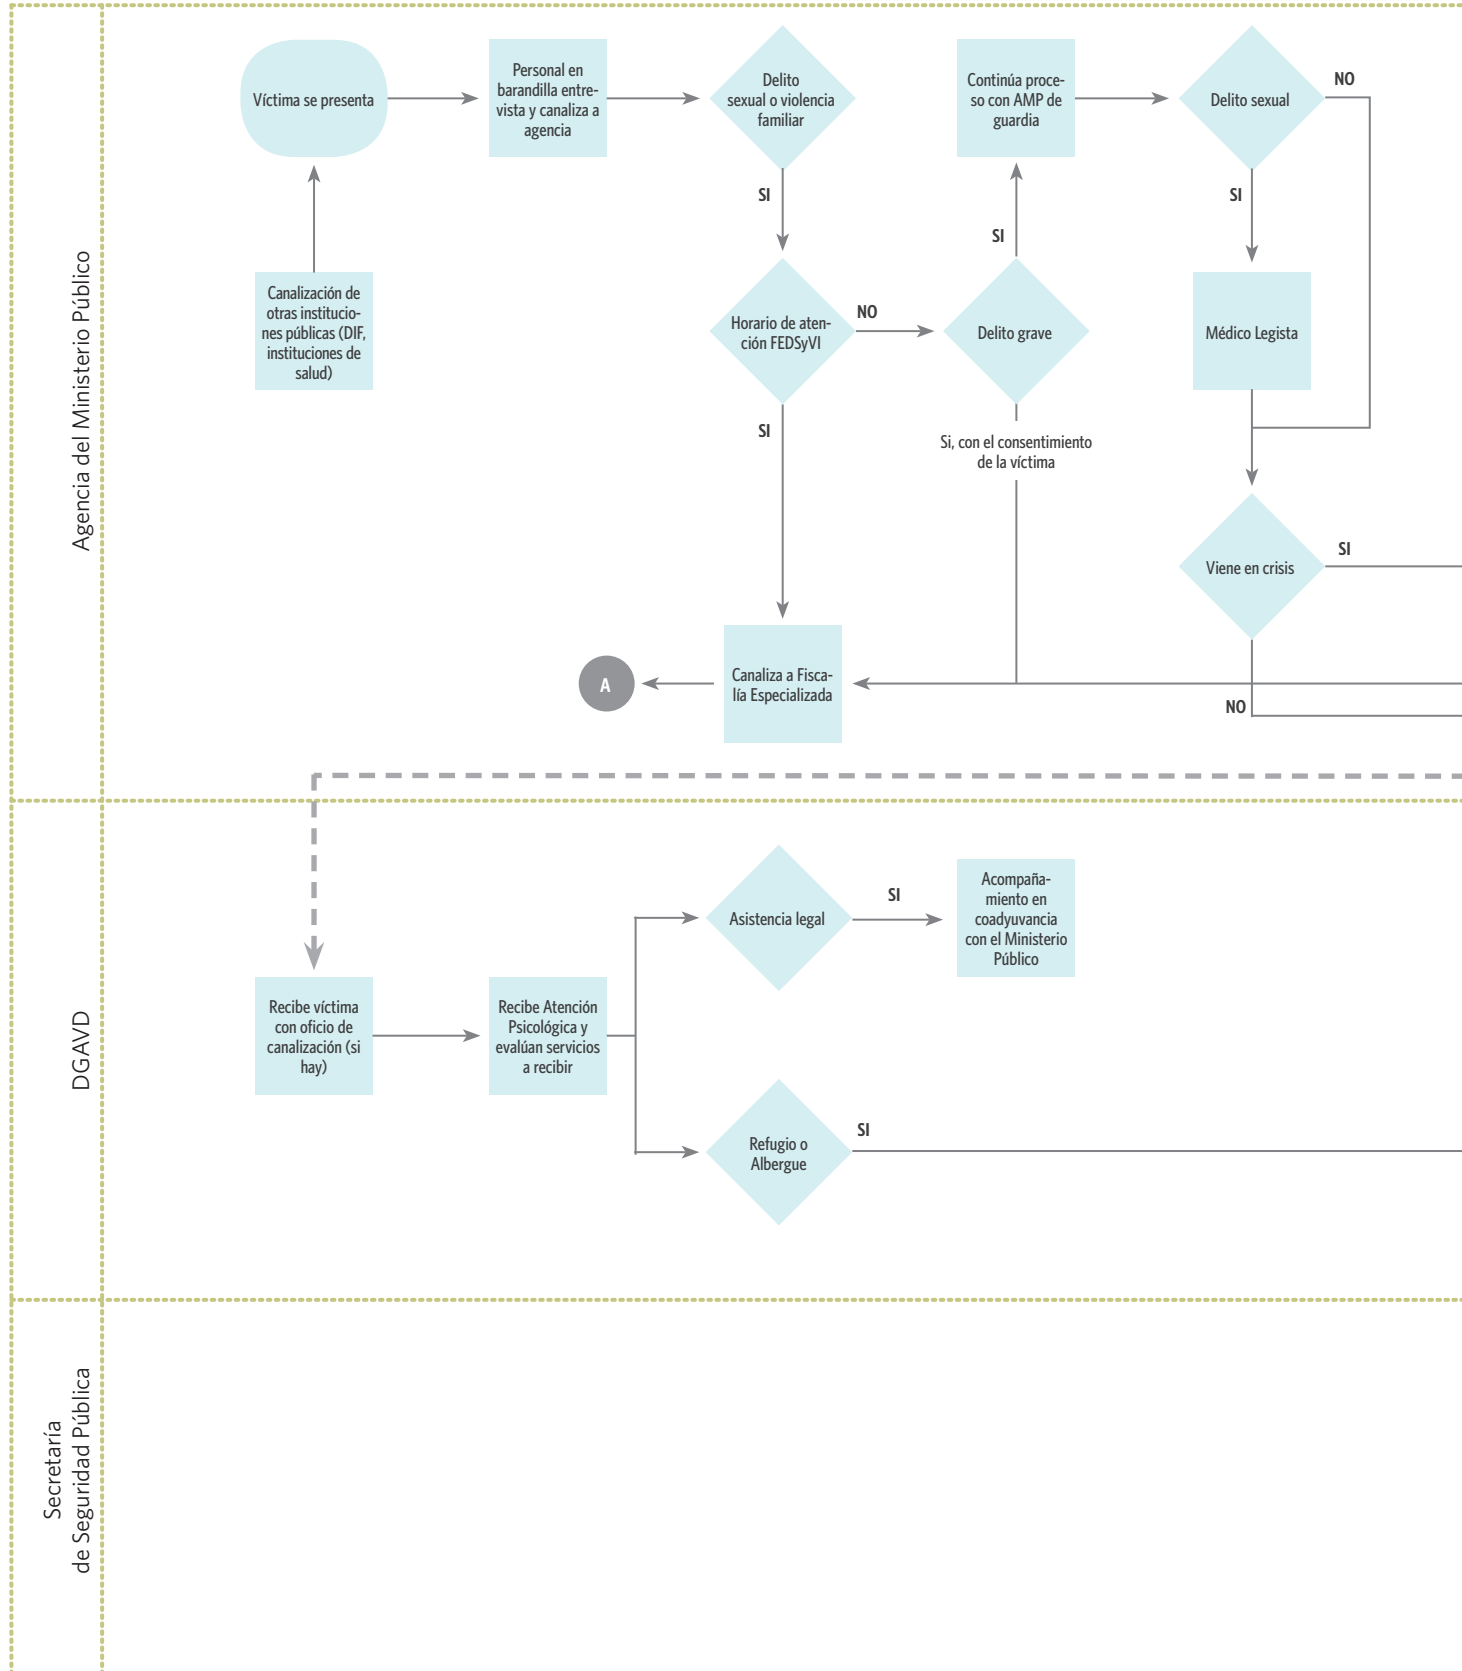 Agencia del Ministerio Público
Víctima se presenta
Personal en
barandilla entre-
vista y canaliza a
agencia
Delito
sexual o violencia
familiar
SI
Continúa proce-
so con AMP de
guardia
Delito sexual
NO
SI
SI
Canalización de
otras institucio-
nes públicas (DIF,
instituciones de
salud)
Horario de aten-
ción FEDSyVI
NO
Delito grave
Médico Legista
SI
Si, con el consentimiento
de la víctima
Viene en crisis
SI
NO
Canaliza a Fisca-
lía Especializada
A
DGAVD
Recibe víctima
con oficio de
canalización (si
hay)
Recibe Atención
Psicológica y
evalúan servicios
a recibir
Asistencia legal
SI
Acompaña-
miento en
coadyuvancia
con el Ministerio
Público
Refugio o
Albergue
SI
Secretaría
de Seguridad Pública